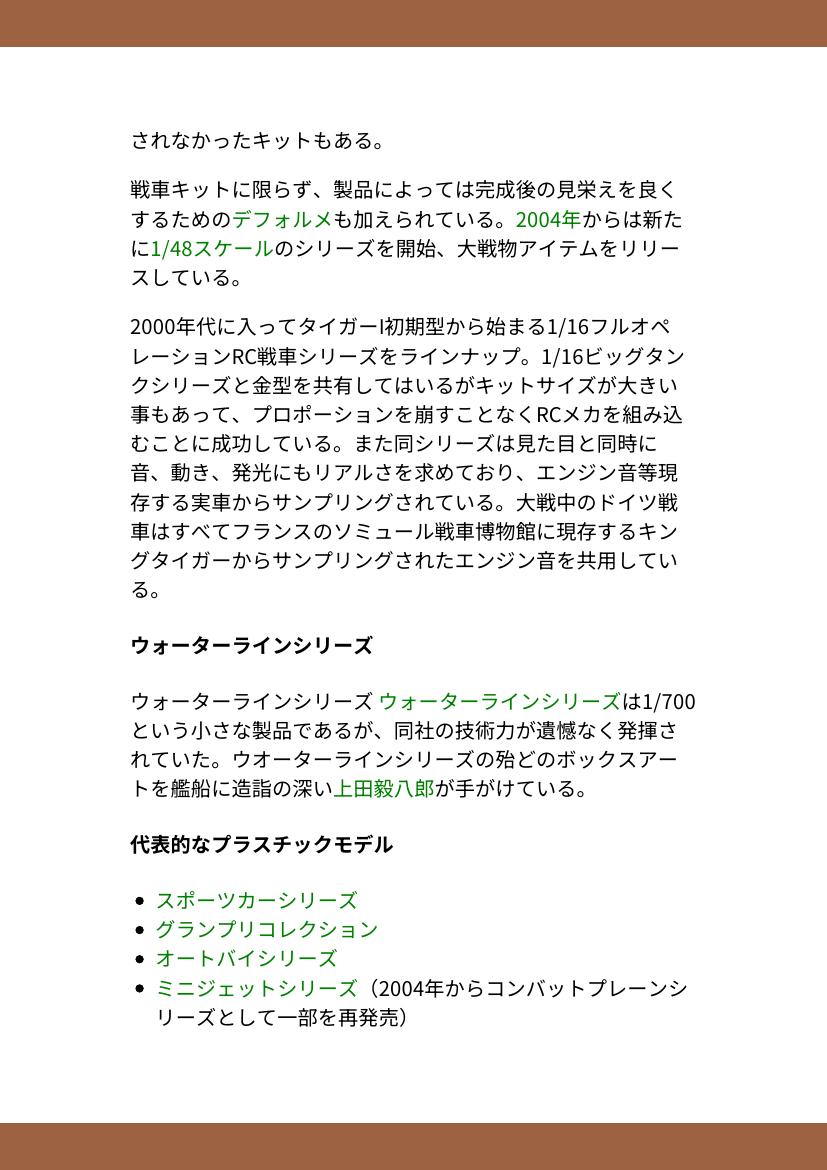 されなかったキットもある。
戦車キットに限らず、製品によっては完成後の見栄えを良く
するためのデフォルメも加えられている。2004年からは新た
に1/48スケールのシリーズを開始、大戦物アイテムをリリー
スしている。
2000年代に入ってタイガーI初期型から始まる1/16フルオペ
レーションRC戦車シリーズをラインナップ。1/16ビッグタン
クシリーズと金型を共有してはいるがキットサイズが大きい
事もあって、プロポーションを崩すことなくRCメカを組み込
むことに成功している。また同シリーズは見た目と同時に
音、動き、発光にもリアルさを求めており、エンジン音等現
存する実車からサンプリングされている。大戦中のドイツ戦
車はすべてフランスのソミュール戦車博物館に現存するキン
グタイガーからサンプリングされたエンジン音を共用してい
る。
ウォーターラインシリーズ
ウォーターラインシリーズ ウォーターラインシリーズは1/700
という小さな製品であるが、同社の技術力が遺憾なく発揮さ
れていた。ウオーターラインシリーズの殆どのボックスアー
トを艦船に造詣の深い上田毅八郎が手がけている。
代表的なプラスチックモデル
● スポーツカーシリーズ
● グランプリコレクション
● オートバイシリーズ
● ミニジェットシリーズ（2004年からコンバットプレーンシ
リーズとして一部を再発売）